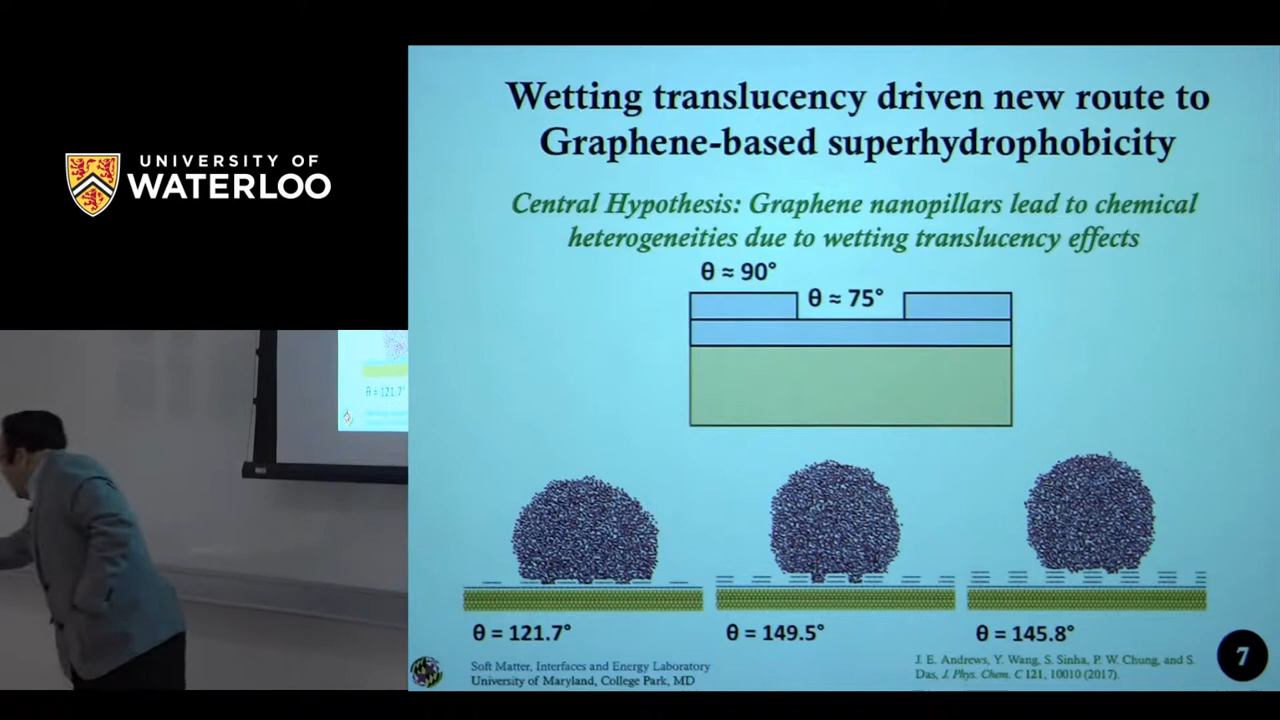 UNIVERSITY OF
WATERLOO
Wetting translucency driven new route to
Graphene-based superhydrophobicity
Central Hypothesis: Graphene nanopillars lead to chemical
heterogeneities due to wetting translucency effects
θ ≈ 90°
θ ≈ 75°
θ = 121.7°
θ = 149.5°
θ = 145.8°
Soft Matter, Interfaces and Energy Laboratory
University of Maryland, College Park, MD
J. E. Andrews, Y. Wang, S. Sinha, P. W. Chung, and S.
Das, J. Phys. Chem. C 121, 10010 (2017).
7
θ = 121.7°